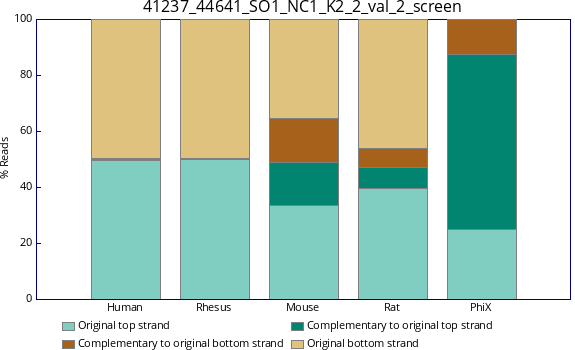 41237_44641_SO1_NC1_K2_2_val_2_screen
100
80
60
40
20
0
% Reads
Human Rhesus Mouse Rat PhiX
Original top strand Complementary to original top strand
Complementary to original bottom strand Original bottom strand